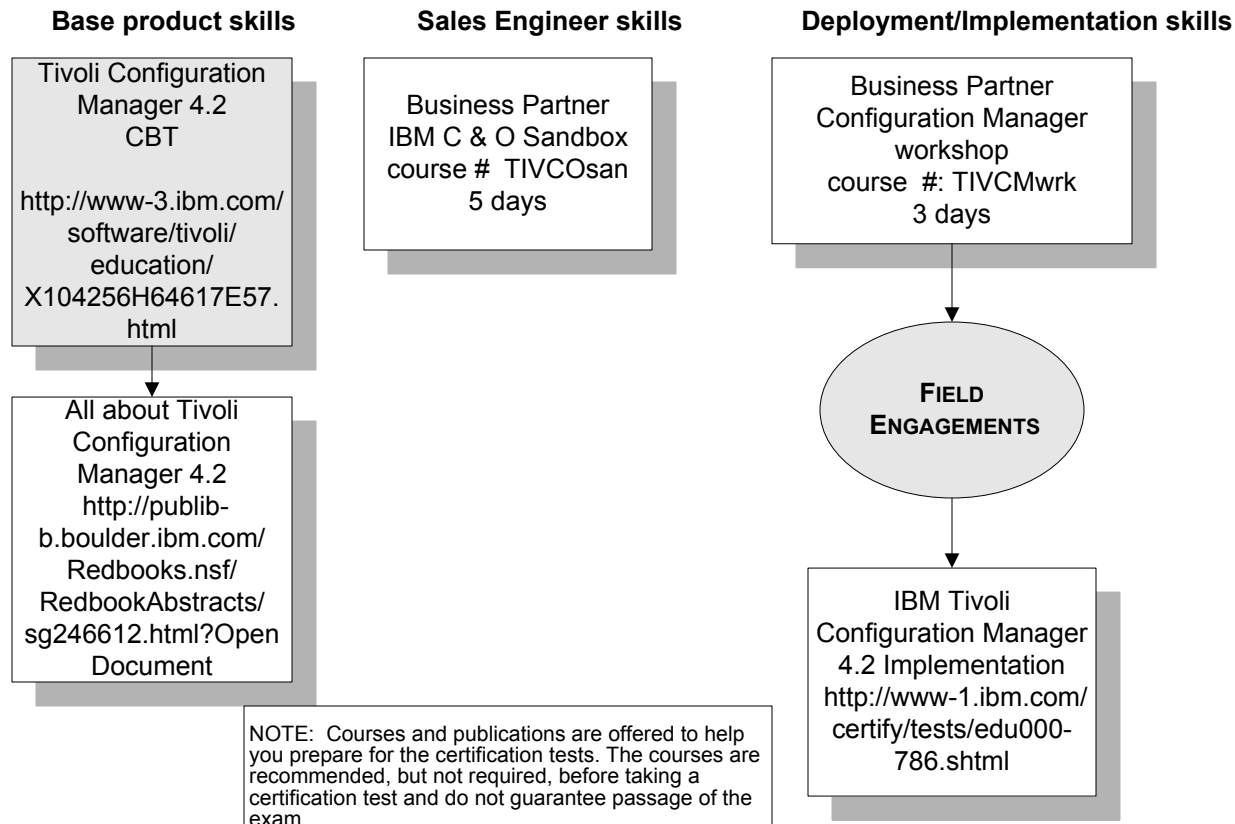 Base product skills
Sales Engineer skills
Deployment/Implementation skills
Tivoli Configuration
Manager 4.2
CBT
http://www-3.ibm.com/
software/tivoli/
education/
X104256H64617E57.
html
All about Tivoli
Configuration
Manager 4.2
http://publib-
b.boulder.ibm.com/
Redbooks.nsf/
RedbookAbstracts/
sg246612.html?Open
Document
Business Partner
IBM C & O Sandbox
course # TIVCOsan
5 days
Business Partner
Configuration Manager
workshop
course #: TIVCMwrk
3 days
FIELD
ENGAGEMENTS
IBM Tivoli
Configuration Manager
4.2 Implementation
http://www-1.ibm.com/
certify/tests/edu000-
786.shtml
NOTE: Courses and publications are offered to help
you prepare for the certification tests. The courses are
recommended, but not required, before taking a
certification test and do not guarantee passage of the
exam